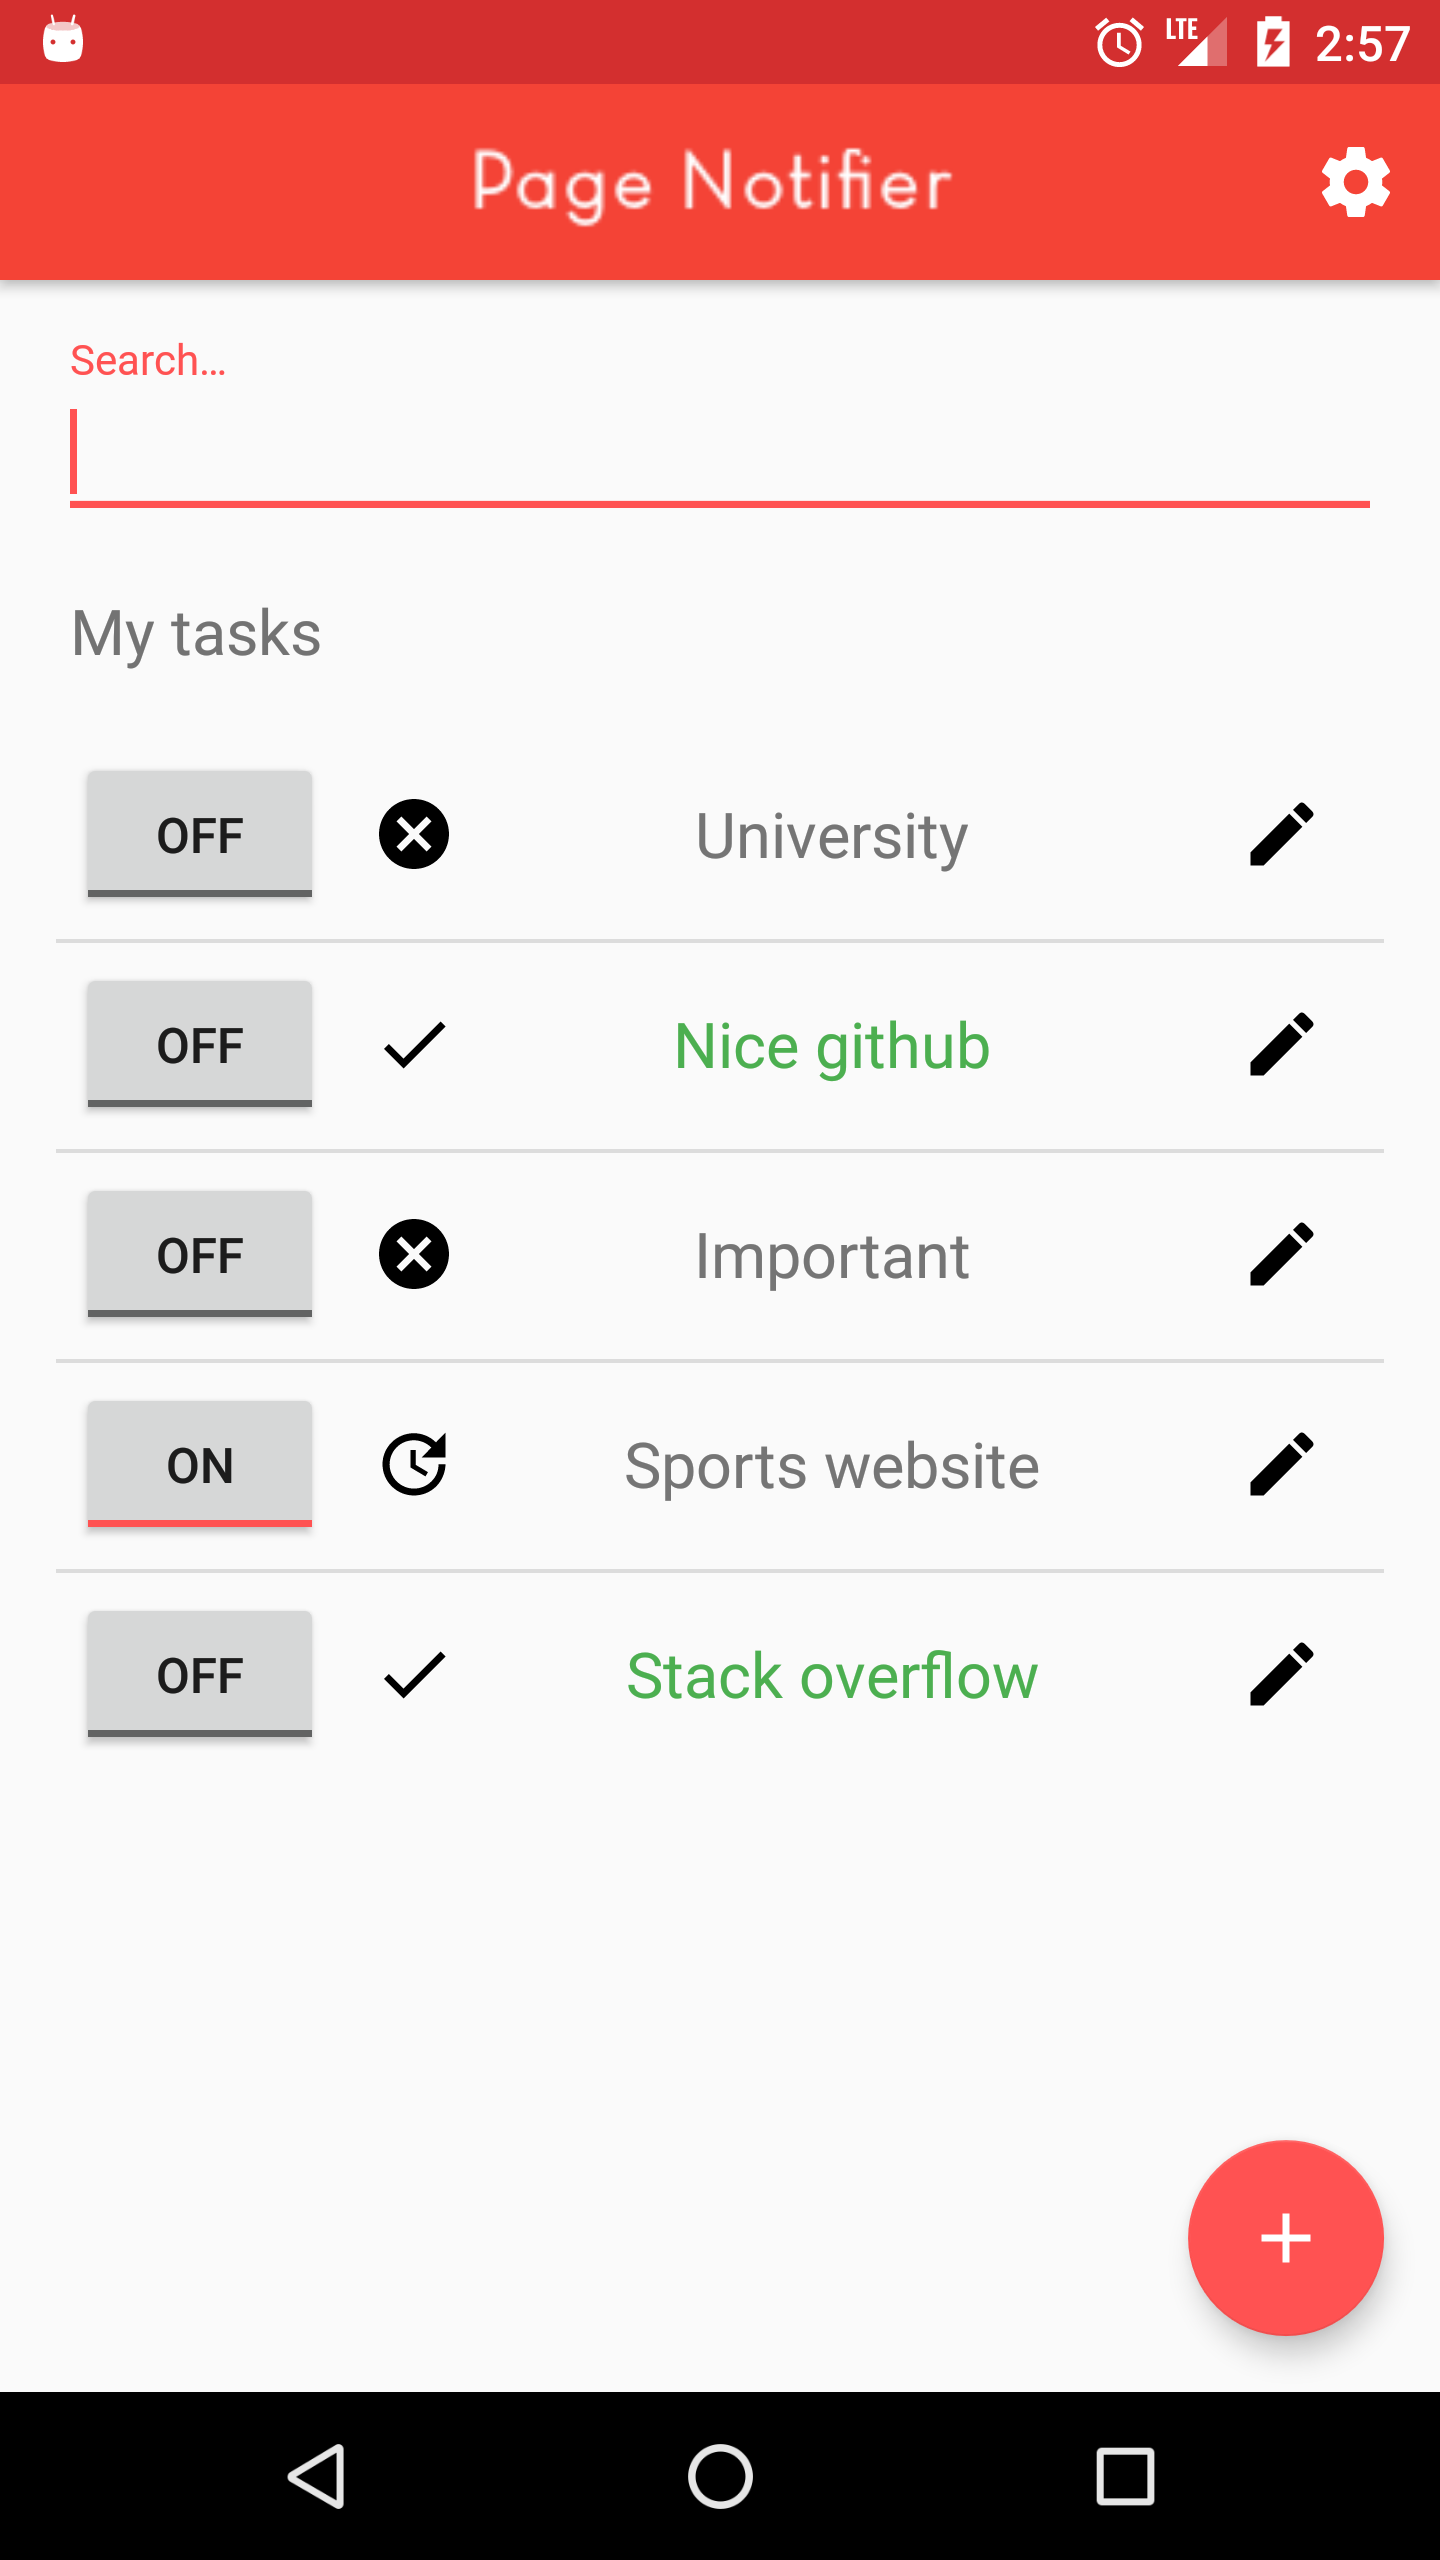 LTE 2:57
Page Notifier
Search...
My tasks
OFF University
OFF Nice github
OFF Important
ON Sports website
OFF Stack overflow